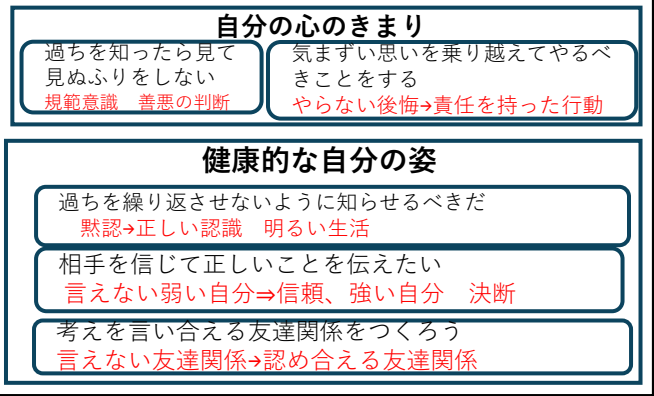 自分の心のきまり
過ちを知ったら見て
見ぬふりをしない
規範意識　善悪の判断
気まずい思いを乗り越えてやるべ
きことをする
やらない後悔→責任を持った行動
健康的な自分の姿
過ちを繰り返させないように知らせるべきだ
黙認→正しい認識　明るい生活
相手を信じて正しいことを伝えたい
言えない弱い自分⇒信頼、強い自分　決断
考えを言い合える友達関係をつくろう
言えない友達関係→認め合える友達関係